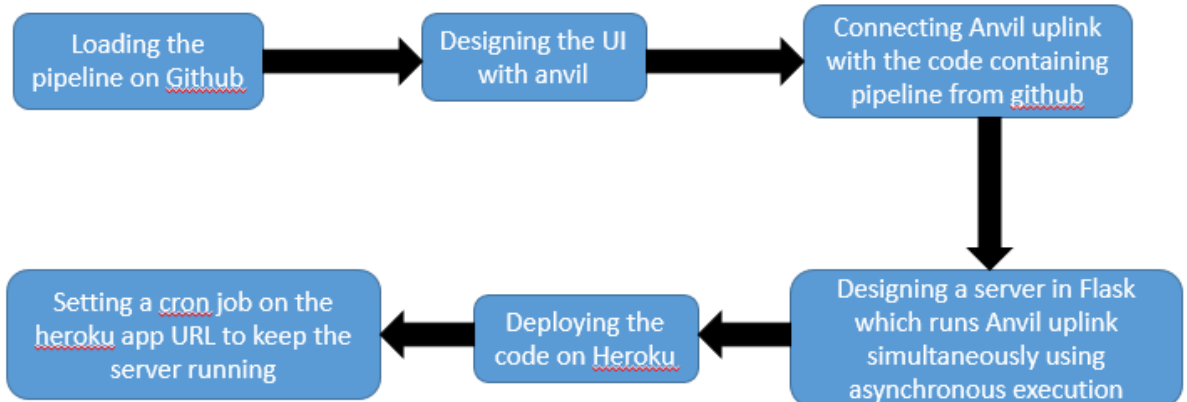 Loading the
pipeline on Github
Designing the UI
with anvil
Connecting Anvil uplink
with the code containing
pipeline from github
Designing a server in Flask
which runs Anvil uplink
simultaneously using
asynchronous execution
Deploying the
code on Heroku
Setting a cron job on the
heroku app URL to keep the
server running